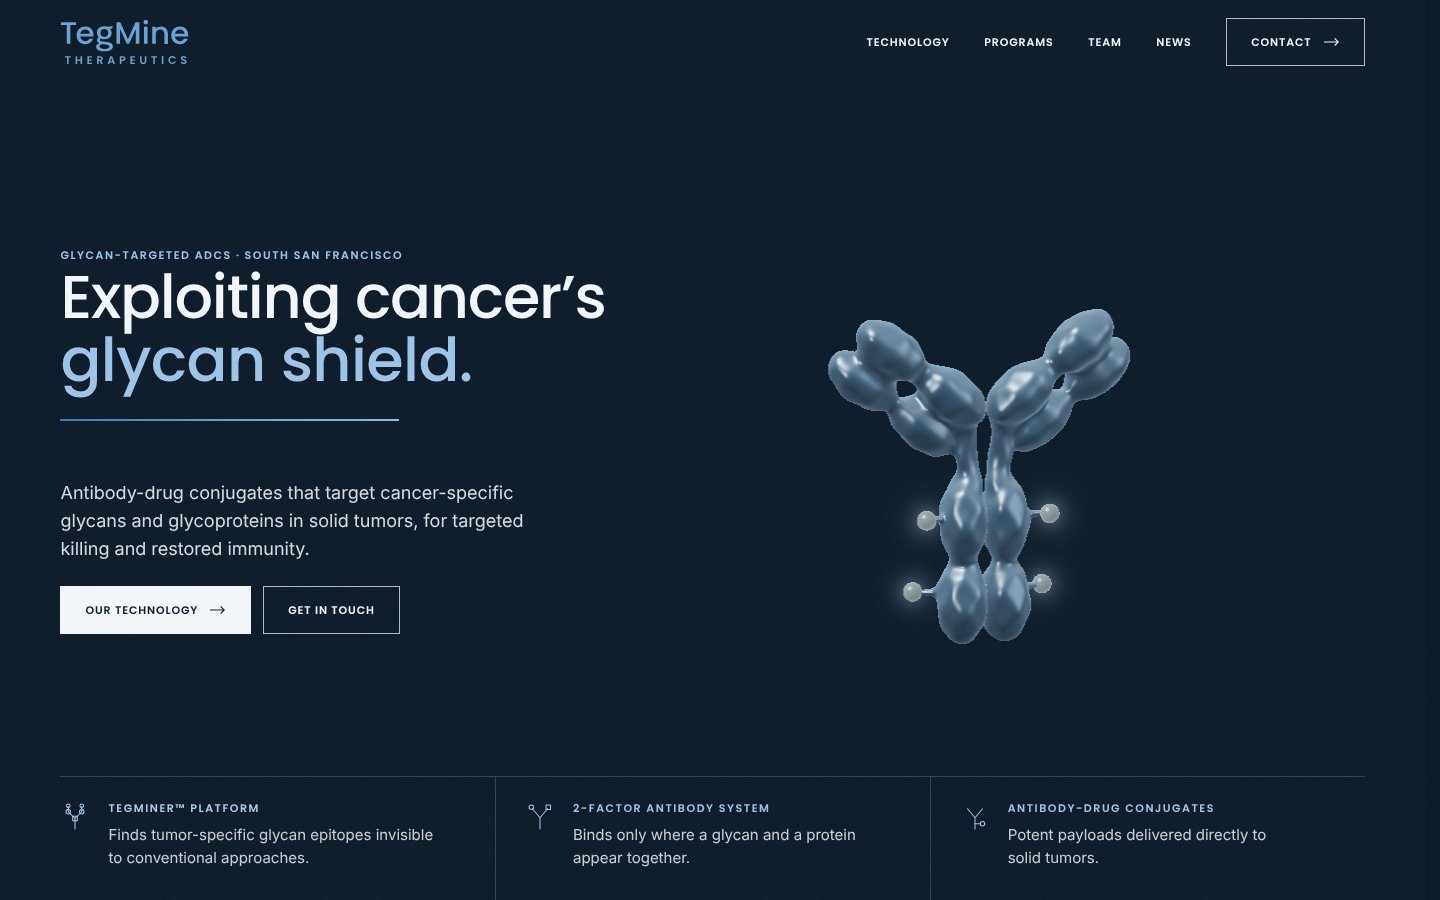 TegMine
THERAPEUTICS
TECHNOLOGY
PROGRAMS
TEAM
NEWS
CONTACT
GLYCAN-TARGETED ADCS · SOUTH SAN FRANCISCO
Exploiting cancer’s
glycan shield.
Antibody-drug conjugates that target cancer-specific
glycans and glycoproteins in solid tumors, for targeted
killing and restored immunity.
OUR TECHNOLOGY
GET IN TOUCH
TEGMINER™ PLATFORM
Finds tumor-specific glycan epitopes invisible
to conventional approaches.
2-FACTOR ANTIBODY SYSTEM
Binds only where a glycan and a protein
appear together.
ANTIBODY-DRUG CONJUGATES
Potent payloads delivered directly to
solid tumors.